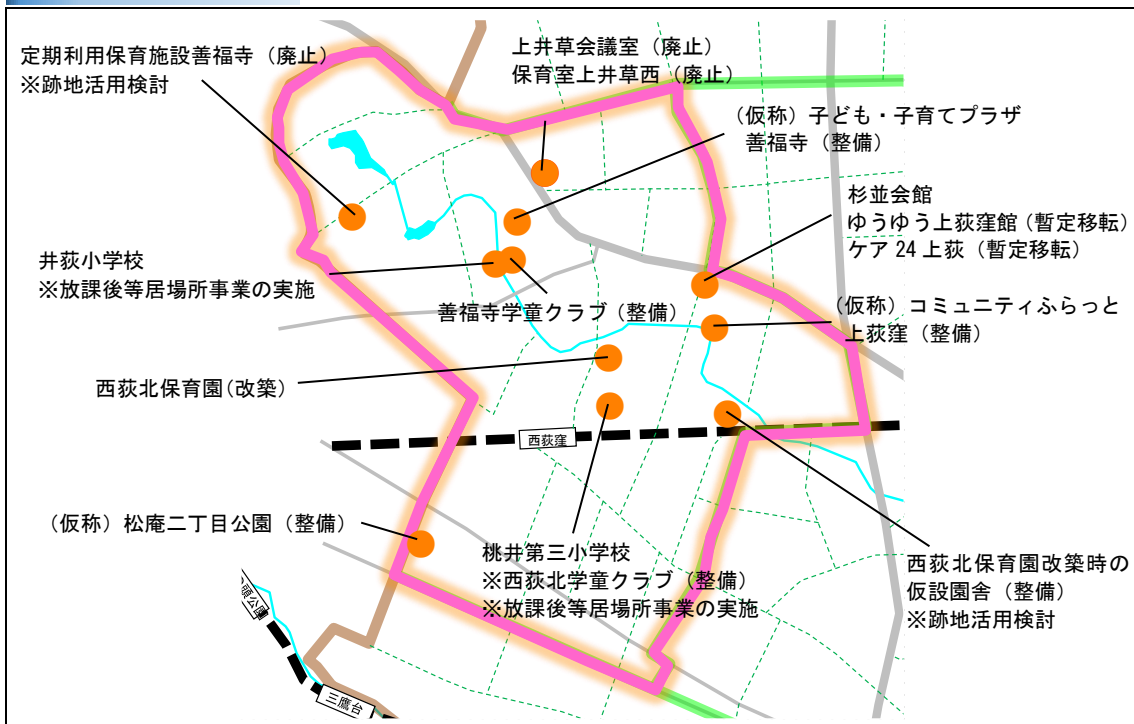 定期利用保育施設善福寺（廃止）
※跡地活用検討
上井草会議室（廃止）
保育室上井草西（廃止）
（仮称）子ども・子育てプラザ
善福寺（整備）
杉並会館
ゆうゆう上荻窪館（暫定移転）
ケア24上荻（暫定移転）
井荻小学校
※放課後等居場所事業の実施
善福寺学童クラブ（整備）
（仮称）コミュニティふらっと
上荻窪（整備）
西荻北保育園（改築）
西荻窪
（仮称）松庵二丁目公園（整備）
桃井第三小学校
※西荻北学童クラブ（整備）
※放課後等居場所事業の実施
西荻北保育園改築時の
仮設園舎（整備）
※跡地活用検討
頭公園
三鷹台